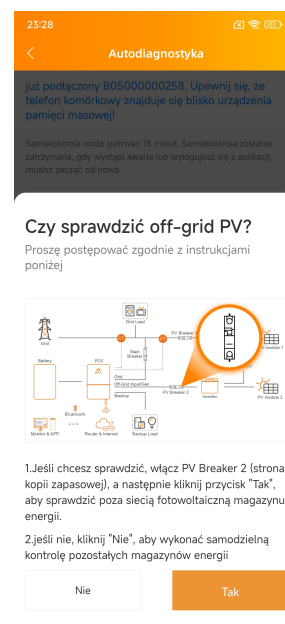 23:28
Autodiagnostyka
już podłączony B05000000258, Upewnij się, że
telefon komórkowy znajduje się blisko urządzenia
pamięci masowej!
Samokontrola może potrwać 15 minut. Samokontrola zostanie
zatrzymana, gdy wystąpi awaria lub wylogujesz się z aplikacji,
musisz zacząć od nowa.
Czy sprawdzić off-grid PV?
Proszę postępować zgodnie z instrukcjami
poniżej
Grid Load
PV Breaker
Grid
CT
CT
PV module 1
Main
Breaker
Battery
PCS
Grid
Off-Grid Input/Gen
Backup
PV Breaker 2
Inverter
PV module 2
Bluetooth
Monitor & APP
Router & Internet
Backup Load
1.Jeśli chcesz sprawdzić, włącz PV Breaker 2 (strona
kopii zapasowej), a następnie kliknij przycisk "Tak",
aby sprawdzić poza siecią fotowoltaiczną magazynu
energii.
2.jeśli nie, kliknij "Nie", aby wykonać samodzielną
kontrolę pozostałych magazynów energii
Nie
Tak